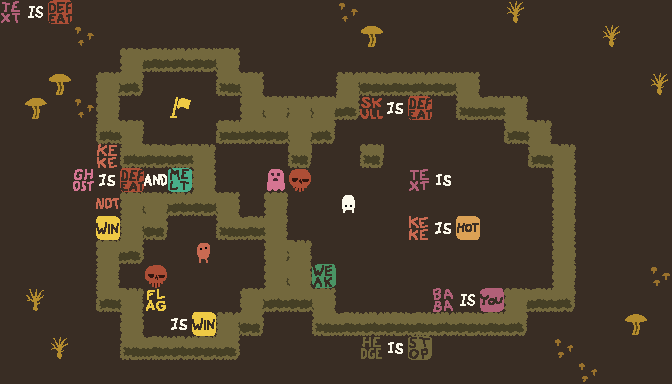 TEXT IS DEFEAT
SKULL IS DEFEAT
KEKE
GHOST IS DEFEAT AND MELT
TEXT IS
NOT
WIN
KEKE IS HOT
WEAK
FLAG
BABA IS YOU
IS WIN
HEDGE IS STOP